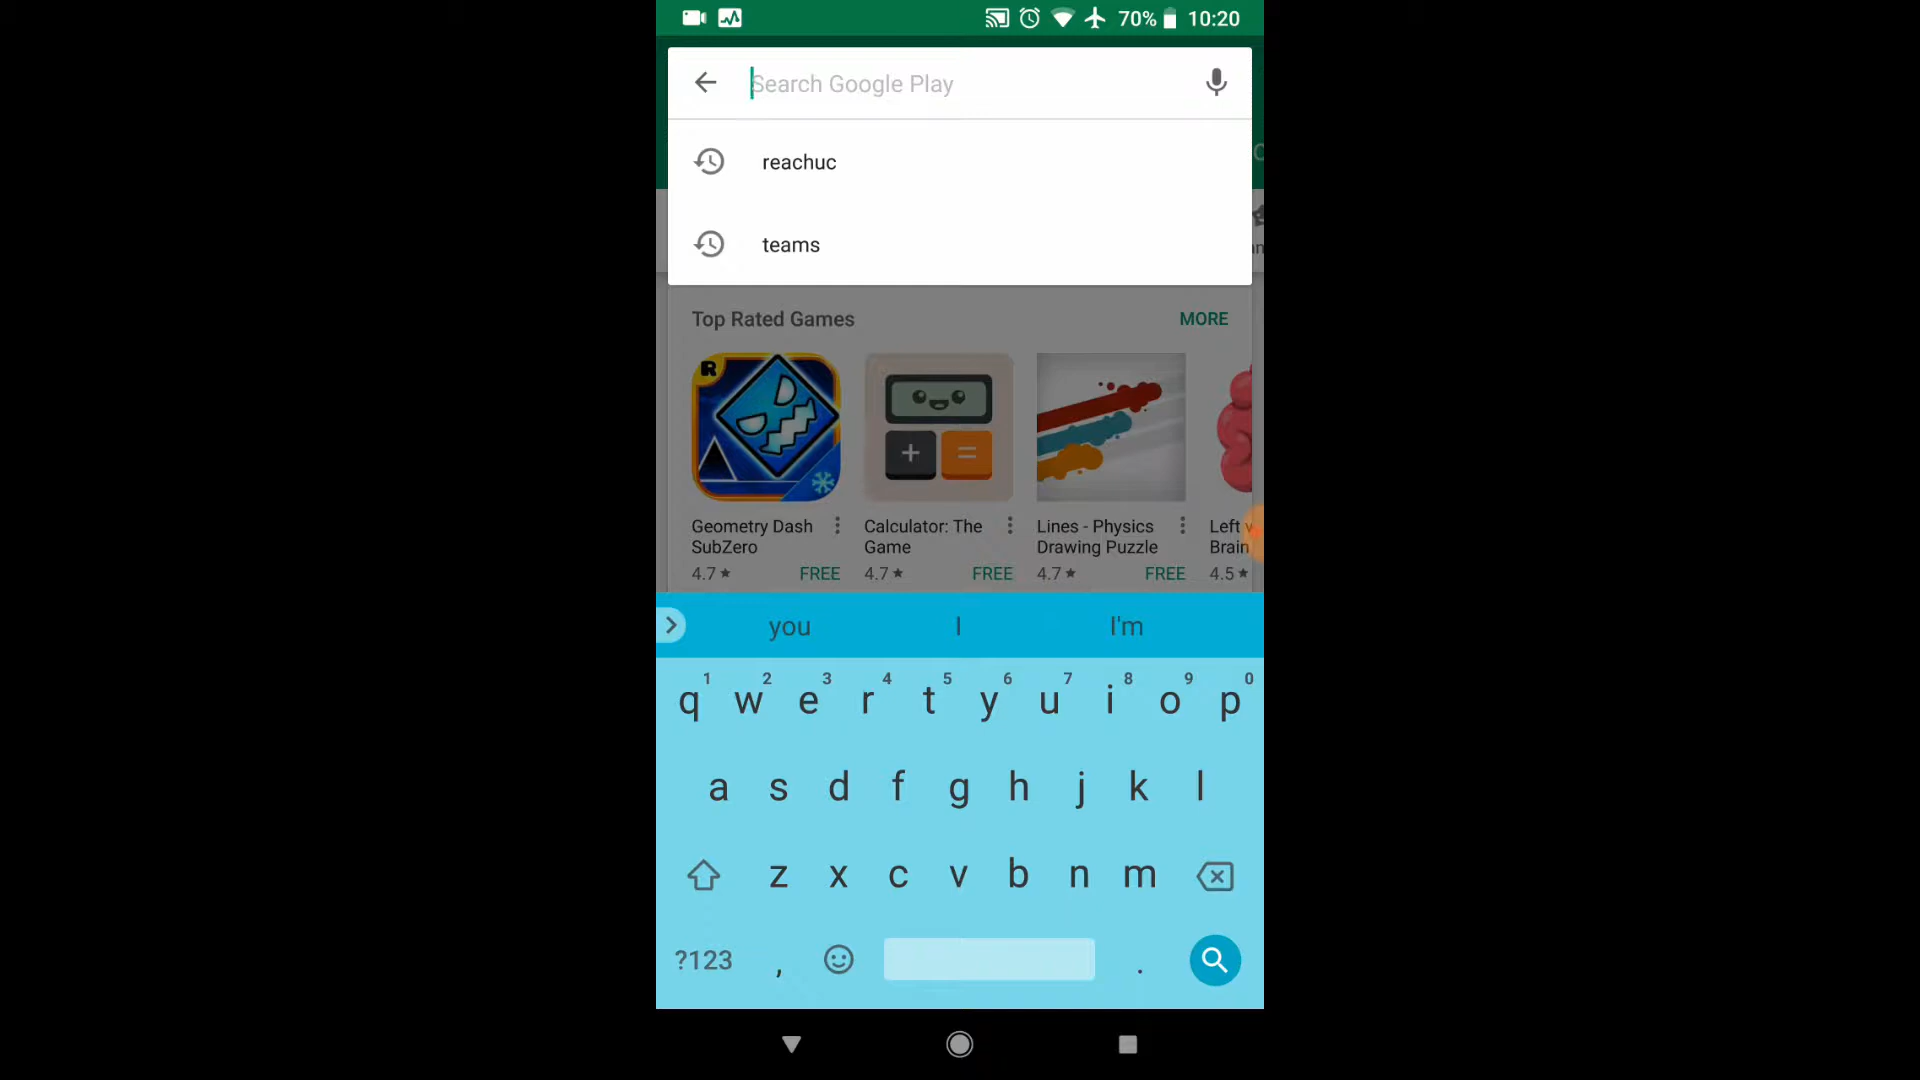 70% 10:20
Search Google Play
reachuc
teams
Top Rated Games MORE
R
Geometry Dash SubZero
4.7 FREE
Calculator: The Game
4.7 FREE
Lines - Physics Drawing Puzzle
4.7 FREE
Left v
Brain
4.5
you I I'm
1 2 3 4 5 6 7 8 9 0
q w e r t y u i o p
a s d f g h j k l
z x c v b n m
?123 , .